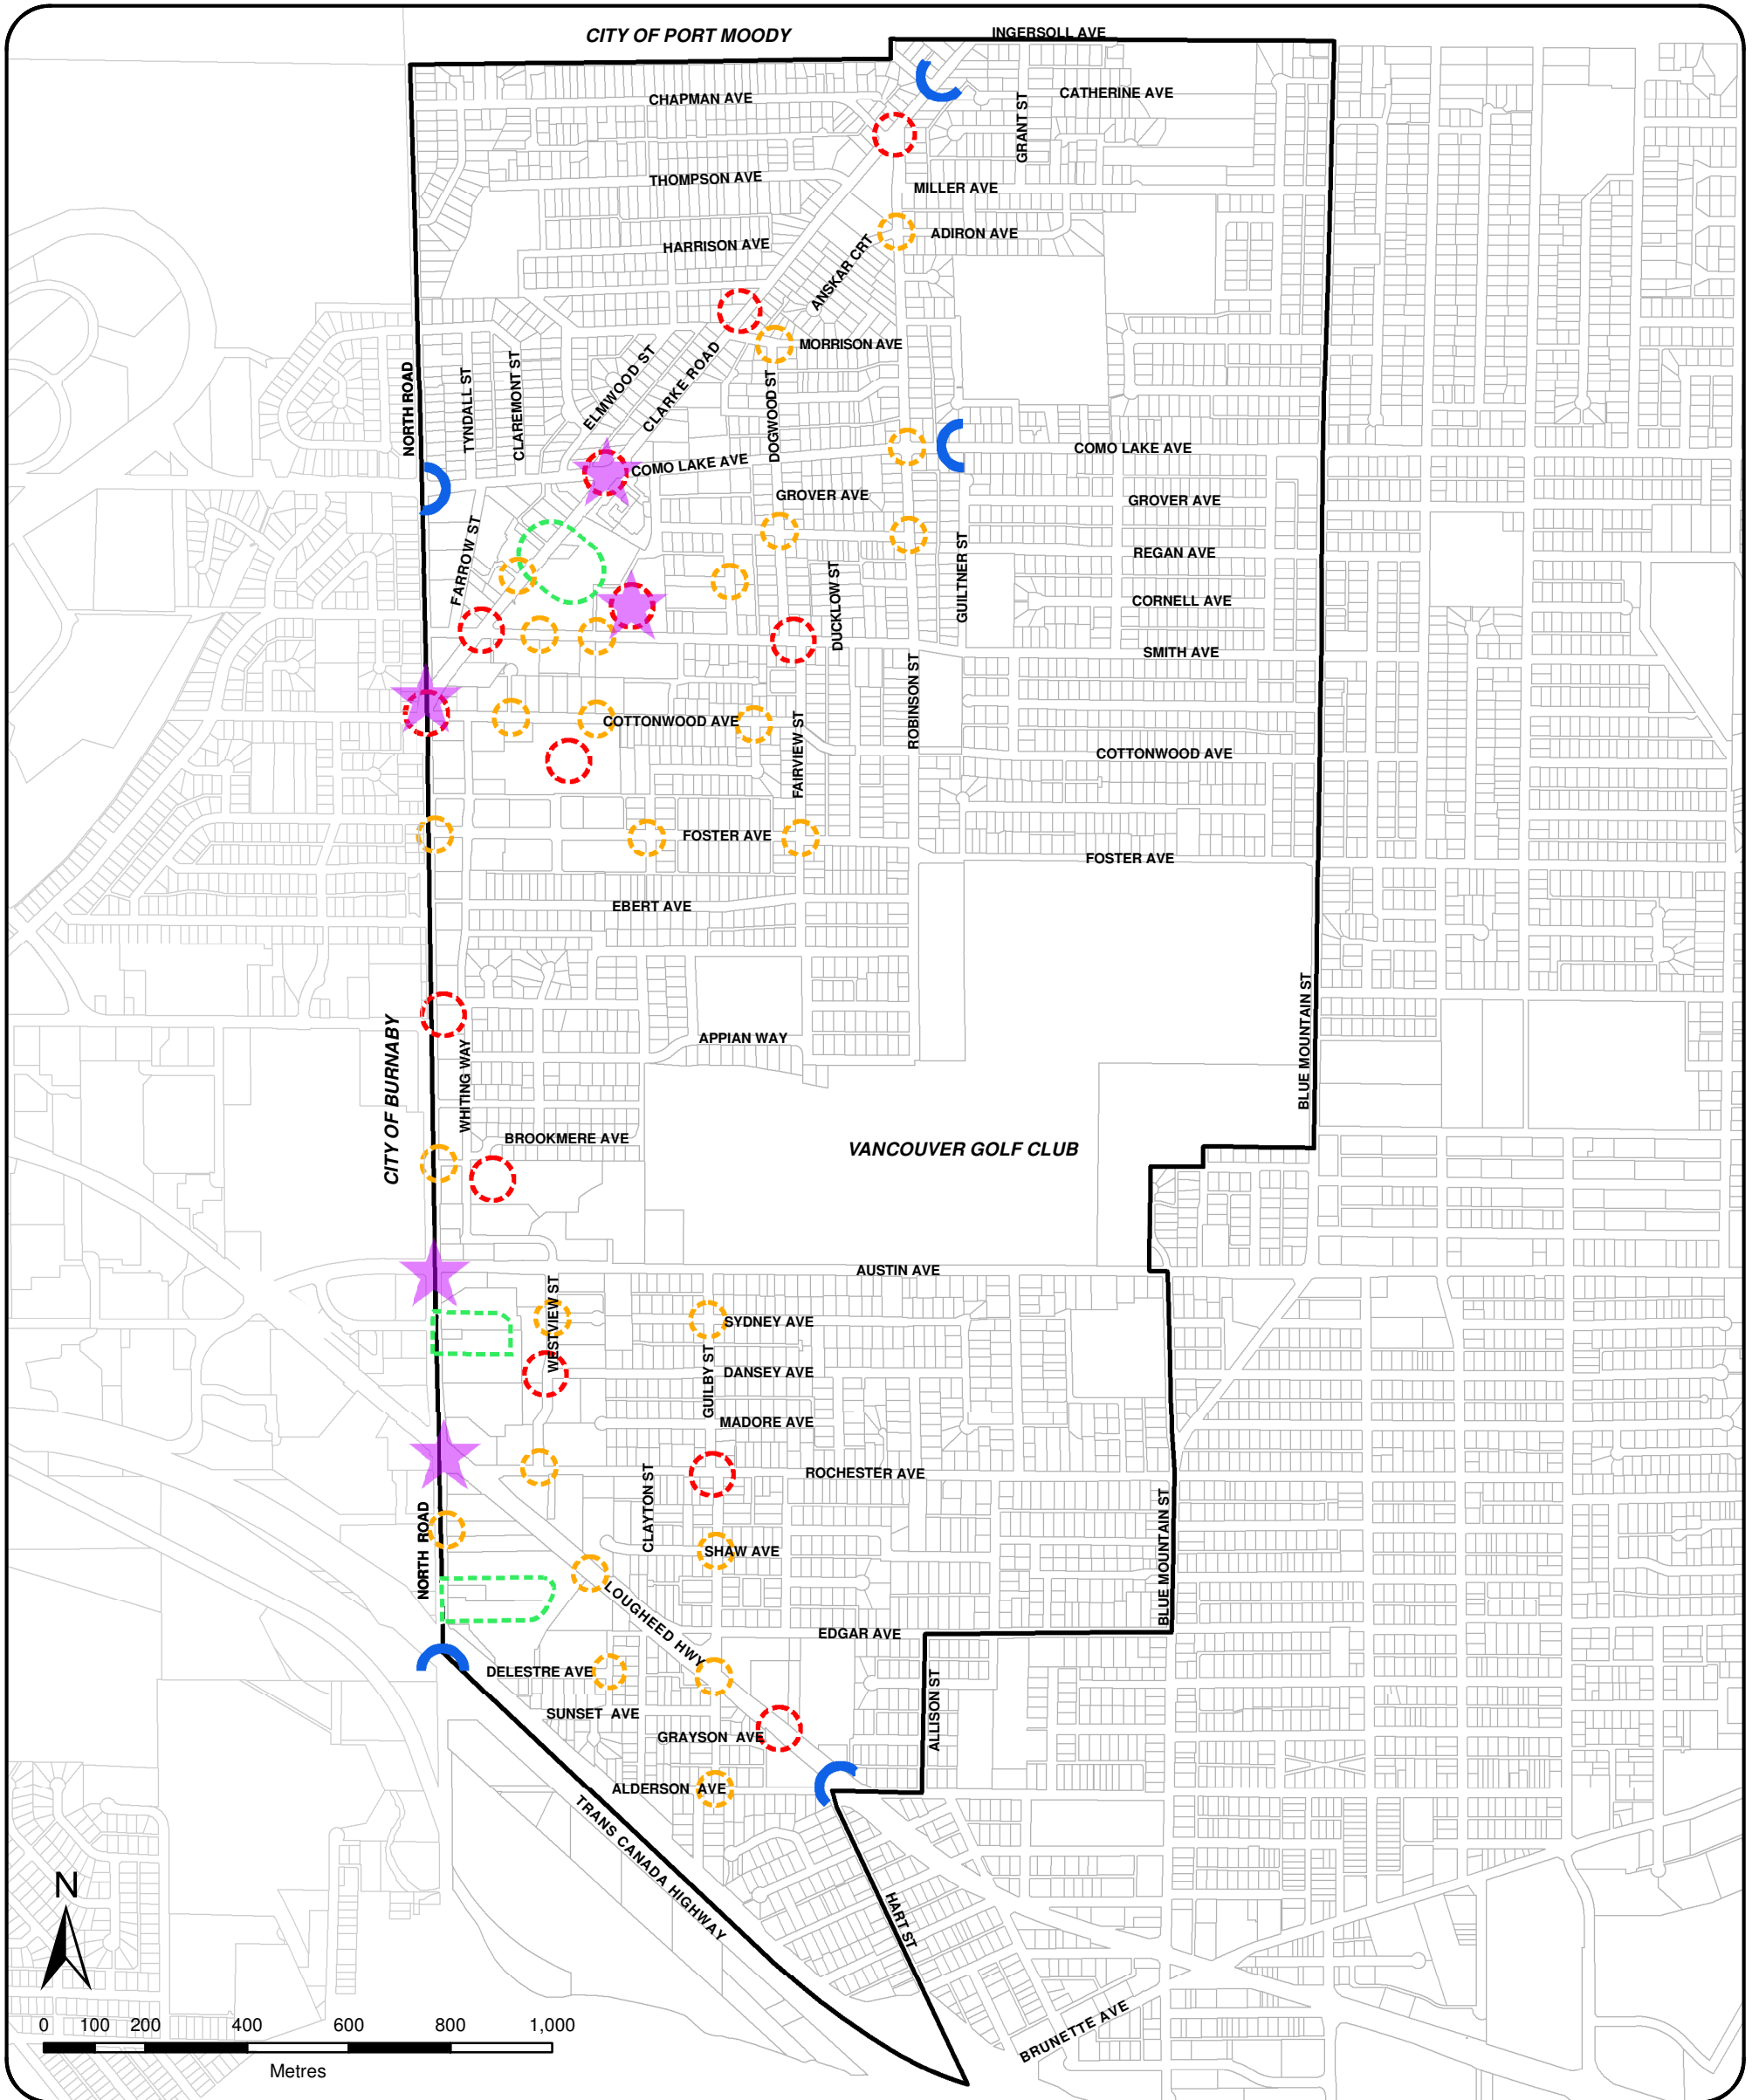 CITY OF PORT MOODY
INGERSOLL AVE
CHAPMAN AVE
CATHERINE AVE
GRANT ST
THOMPSON AVE
MILLER AVE
ADIRON AVE
HARRISON AVE
ANSKAR CRT
MORRISON AVE
NORTH ROAD
TYNDALL ST
CLAREMONT ST
ELMWOOD ST
CLARKE ROAD
DOGWOOD ST
COMO LAKE AVE
COMO LAKE AVE
GROVER AVE
GROVER AVE
FARROW ST
REGAN AVE
GUILTNER ST
DUCKLOW ST
CORNELL AVE
SMITH AVE
ROBINSON ST
COTTONWOOD AVE
FAIRVIEW ST
COTTONWOOD AVE
FOSTER AVE
FOSTER AVE
EBERT AVE
BLUE MOUNTAIN ST
CITY OF BURNABY
WHITING WAY
APPIAN WAY
BROOKMERE AVE
VANCOUVER GOLF CLUB
AUSTIN AVE
WESTVIEW ST
SYDNEY AVE
GUILBY ST
DANSEY AVE
MADORE AVE
ROCHESTER AVE
CLAYTON ST
NORTH ROAD
BLUE MOUNTAIN ST
SHAW AVE
LOUGHEED HWY
EDGAR AVE
DELESTRE AVE
ALLISON ST
SUNSET AVE
GRAYSON AVE
ALDERSON AVE
TRANS CANADA HIGHWAY
HART ST
BRUNETTE AVE
N
0 100 200 400 600 800 1,000
Metres